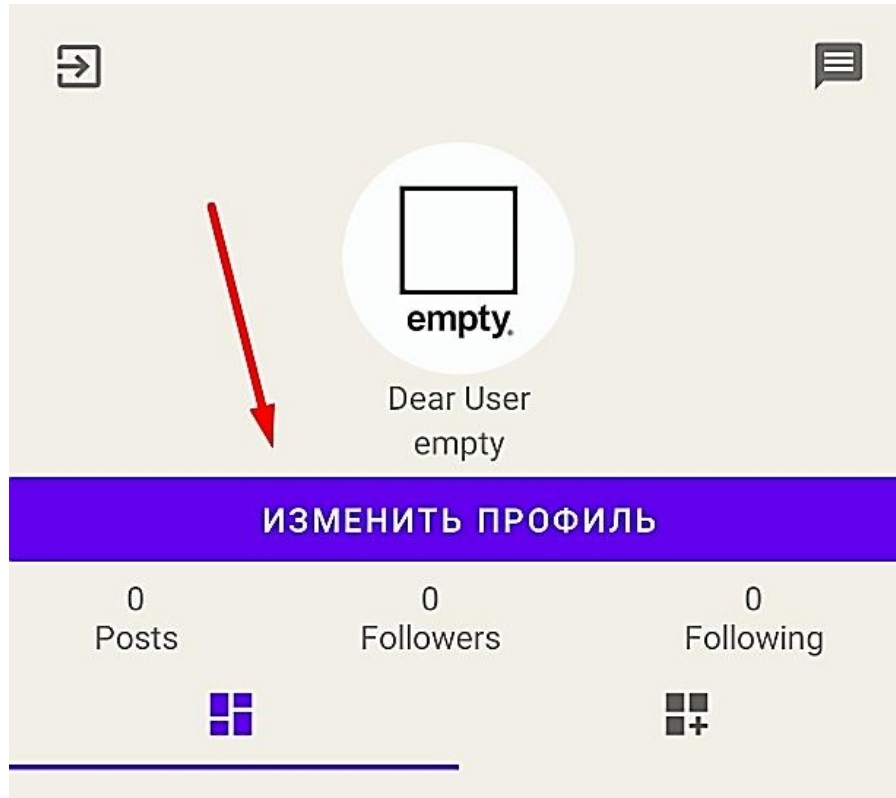 empty
Dear User
empty
ИЗМЕНИТЬ ПРОФИЛЬ
0 0 0
Posts Followers Following